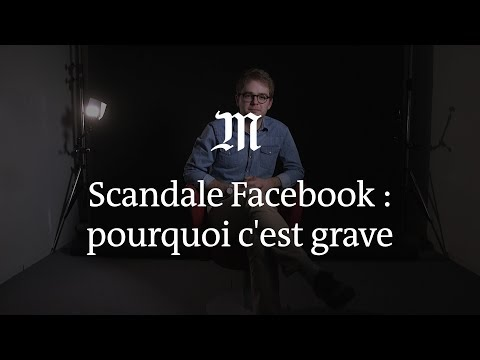 M
Scandale Facebook :
pourquoi c'est grave